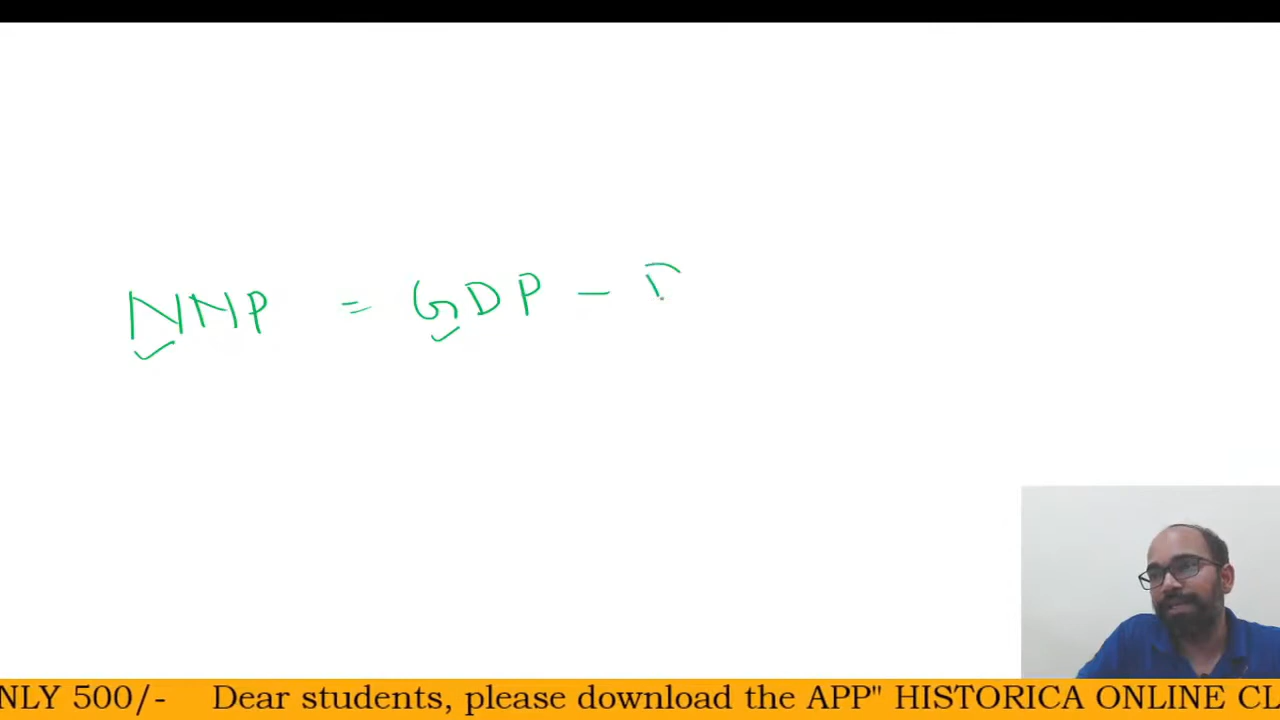 NNP = GDP -
NLY 500/- Dear students, please download the APP" HISTORICA ONLINE CL